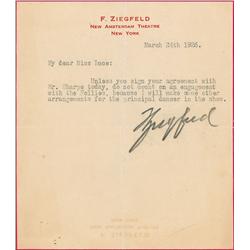 F. ZIEGFELD
NEW AMSTERDAM THEATRE
NEW YORK
March 24th 1926.
My dear Miss Luce:
Unless you sign your agreement with
Mr. Sharpe today, do not count on an engagement
with the Follies, because I will make some other
arrangements for the principal dancer in the show.
Ziegfeld